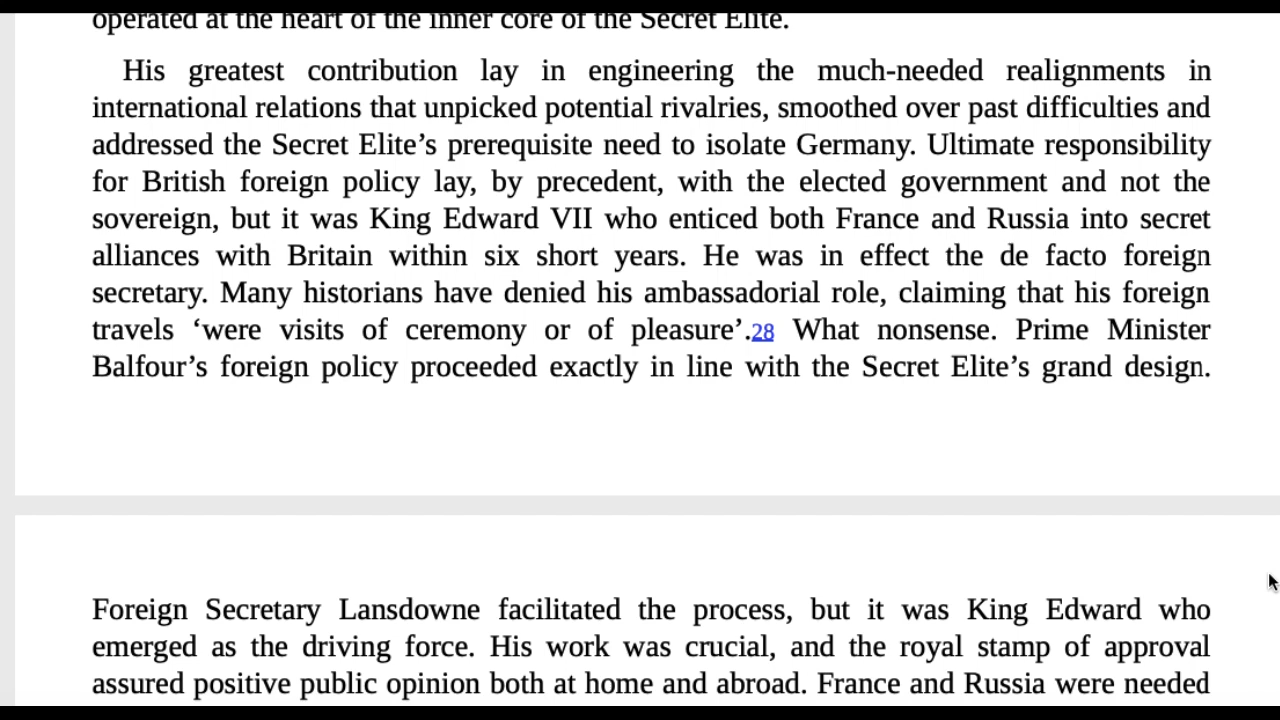 operated at the heart of the inner core of the Secret Elite.
His greatest contribution lay in engineering the much-needed realignments in
international relations that unpicked potential rivalries, smoothed over past difficulties and
addressed the Secret Elite’s prerequisite need to isolate Germany. Ultimate responsibility
for British foreign policy lay, by precedent, with the elected government and not the
sovereign, but it was King Edward VII who enticed both France and Russia into secret
alliances with Britain within six short years. He was in effect the de facto foreign
secretary. Many historians have denied his ambassadorial role, claiming that his foreign
travels ‘were visits of ceremony or of pleasure’.28 What nonsense. Prime Minister
Balfour’s foreign policy proceeded exactly in line with the Secret Elite’s grand design.
Foreign Secretary Lansdowne facilitated the process, but it was King Edward who
emerged as the driving force. His work was crucial, and the royal stamp of approval
assured positive public opinion both at home and abroad. France and Russia were needed